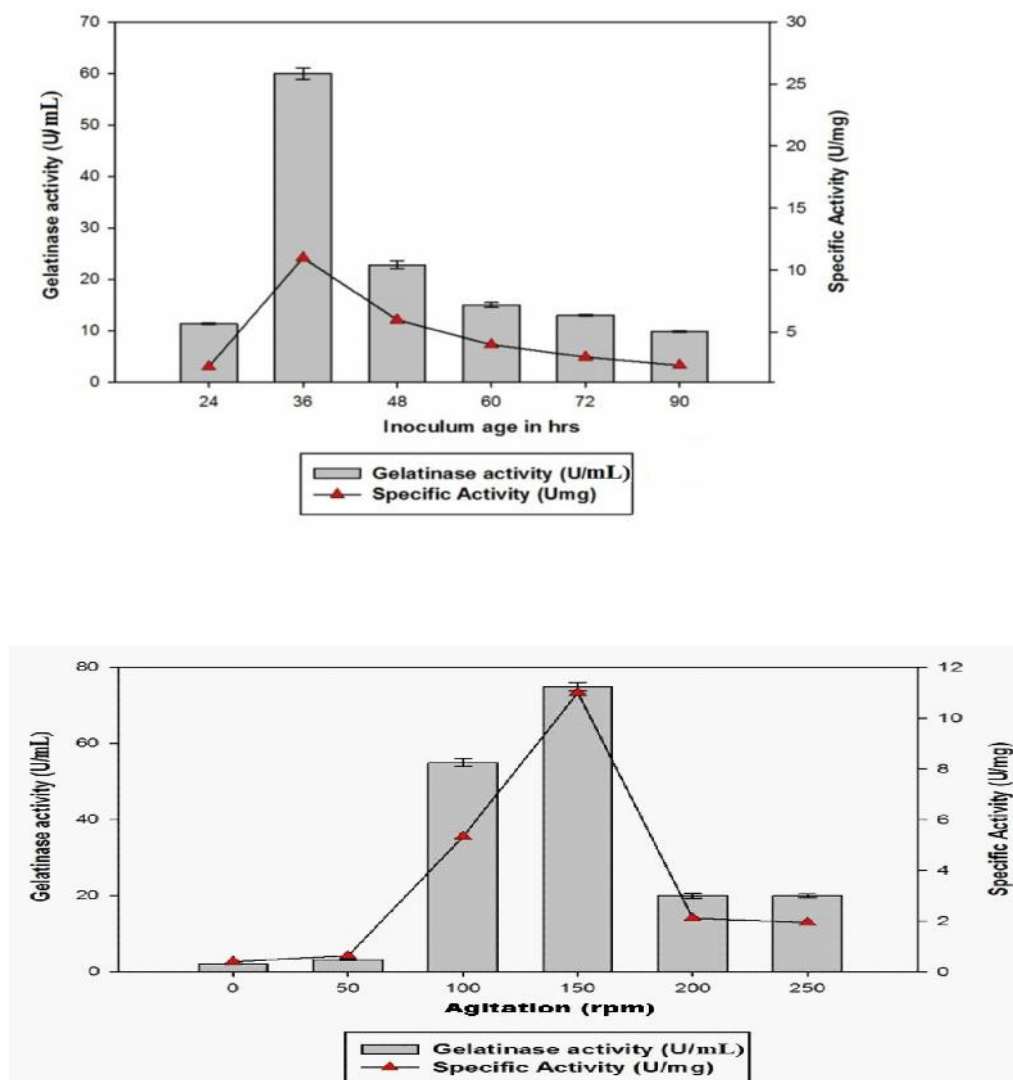 70
60
50
40
30
20
10
0
30
25
20
15
10
5
Gelatinase activity (U/mL)
Specific Activity (U/mg)
24 36 48 60 72 90
Inoculum age in hrs
Gelatinase activity (U/mL)
Specific Activity (Umg)
80
60
40
20
0
12
10
8
6
4
2
0
Gelatinase activity (U/mL)
Specific Activity (U/mg)
0 50 100 150 200 250
Agitation (rpm)
Gelatinase activity (U/mL)
Specific Activity (U/mg)